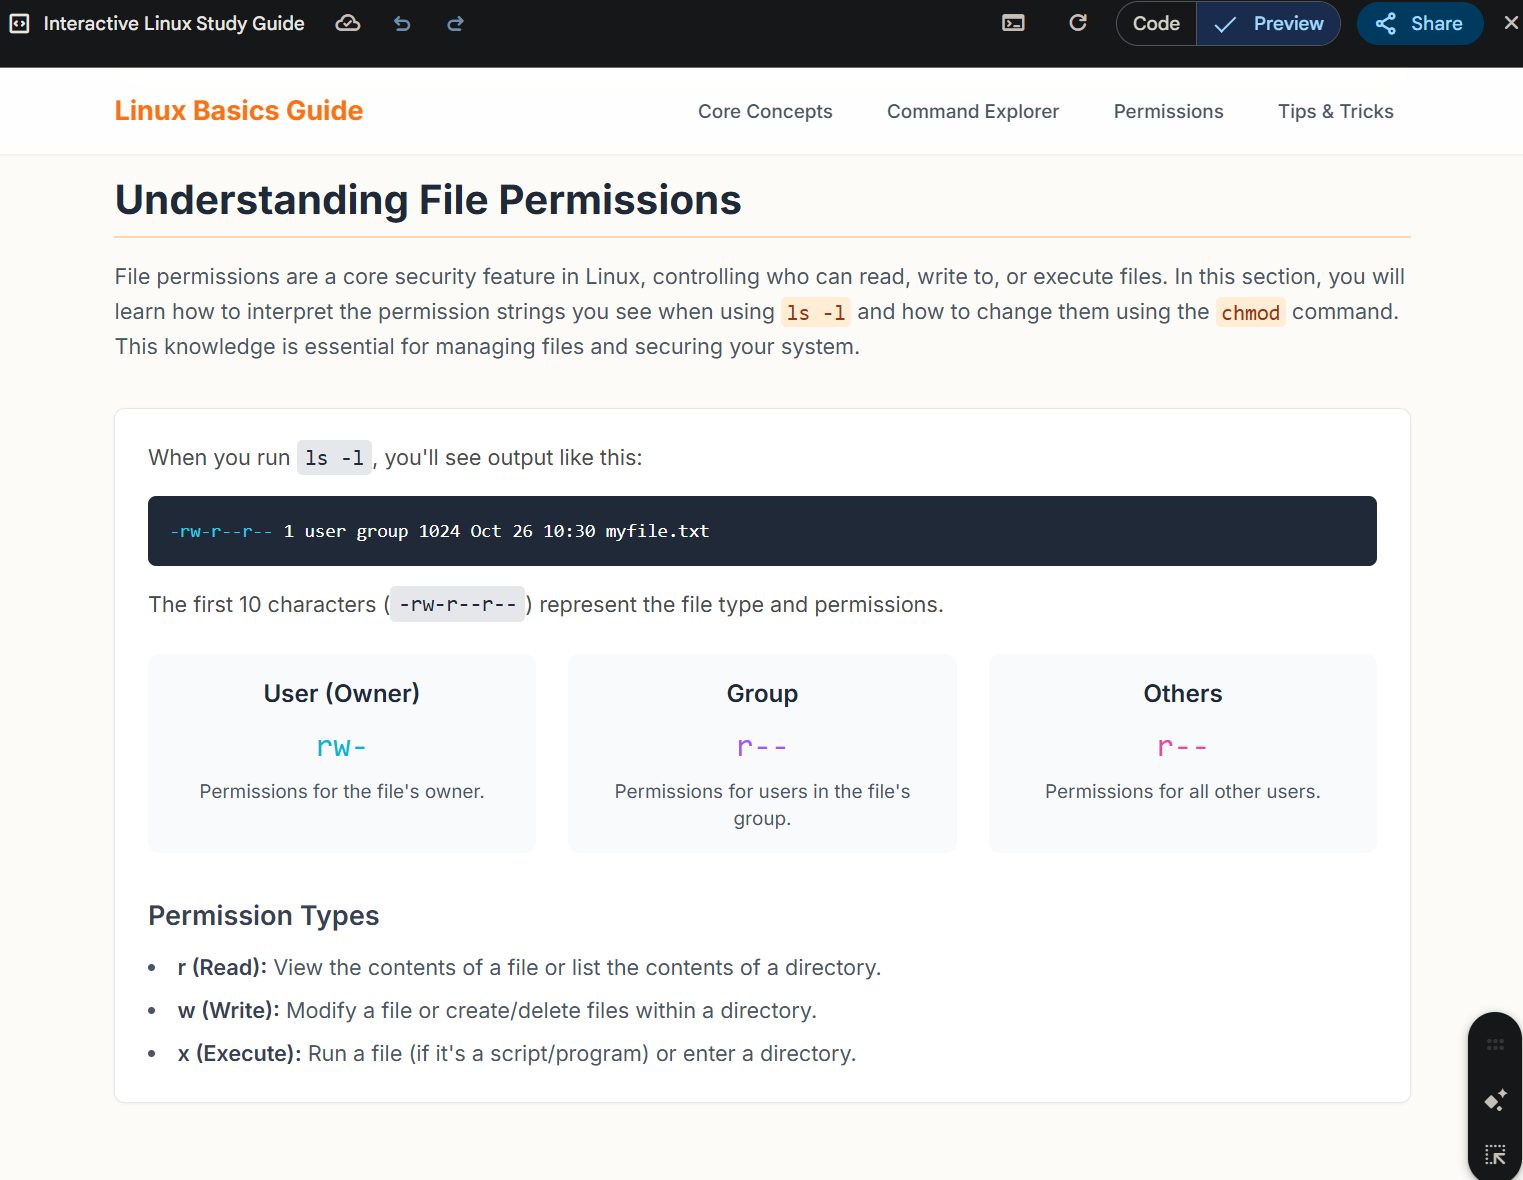 Interactive Linux Study Guide
Code
Preview
Share
Linux Basics Guide
Core Concepts
Command Explorer
Permissions
Tips & Tricks
Understanding File Permissions
File permissions are a core security feature in Linux, controlling who can read, write to, or execute files. In this section, you will
learn how to interpret the permission strings you see when using ls -l and how to change them using the chmod command.
This knowledge is essential for managing files and securing your system.
When you run ls -l, you'll see output like this:
-rw-r--r-- 1 user group 1024 Oct 26 10:30 myfile.txt
The first 10 characters (-rw-r--r--) represent the file type and permissions.
User (Owner)
rw-
Permissions for the file's owner.
Group
r--
Permissions for users in the file's
group.
Others
r--
Permissions for all other users.
Permission Types
• r (Read): View the contents of a file or list the contents of a directory.
• w (Write): Modify a file or create/delete files within a directory.
• x (Execute): Run a file (if it's a script/program) or enter a directory.